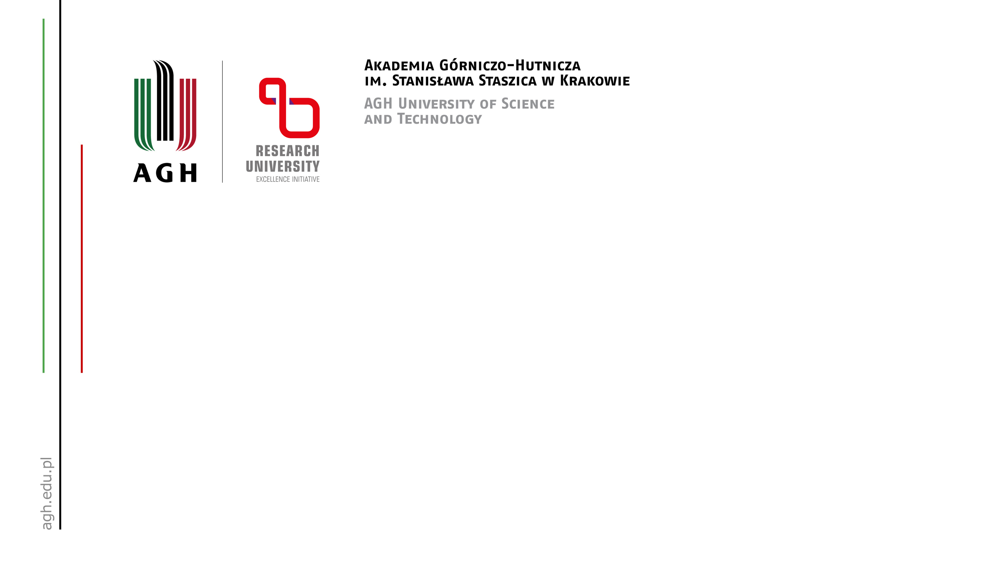 AGH
RESEARCH
UNIVERSITY
EXCELLENCE INITIATIVE
Akademia Górniczo-Hutnicza
im. Stanisława Staszica w Krakowie
AGH University of Science
and Technology
agh.edu.pl